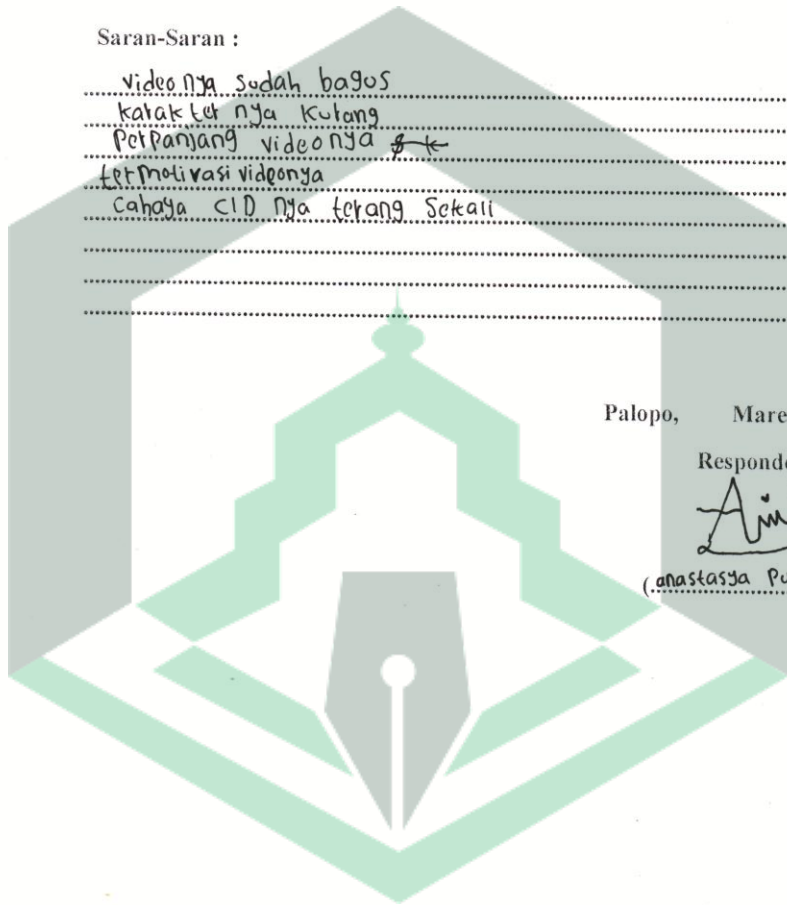 Saran-Saran :
videonya sudah bagus
karakter nya kurang
Perpanjang videonya
termotivasi videonya
Cahaya CID nya terang Sekali
Palopo, Mare
Responde
(anastasya Pu